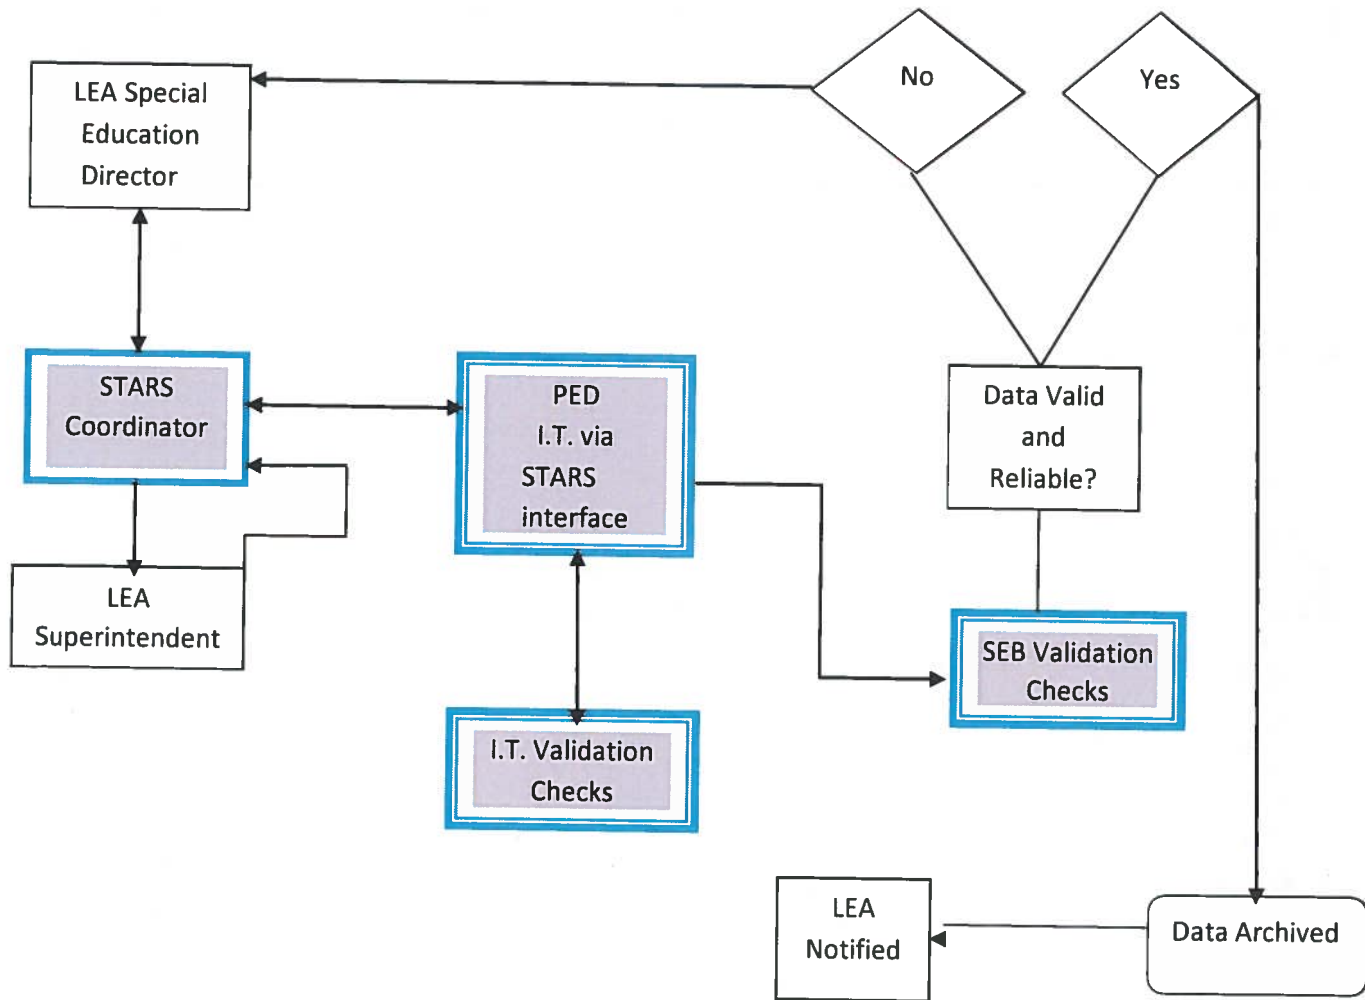 No
Yes
LEA Special
Education
Director
STARS
Coordinator
PED
I.T. via
STARS
interface
Data Valid
and
Reliable?
LEA
Superintendent
SEB Validation
Checks
I.T. Validation
Checks
LEA
Notified
Data Archived